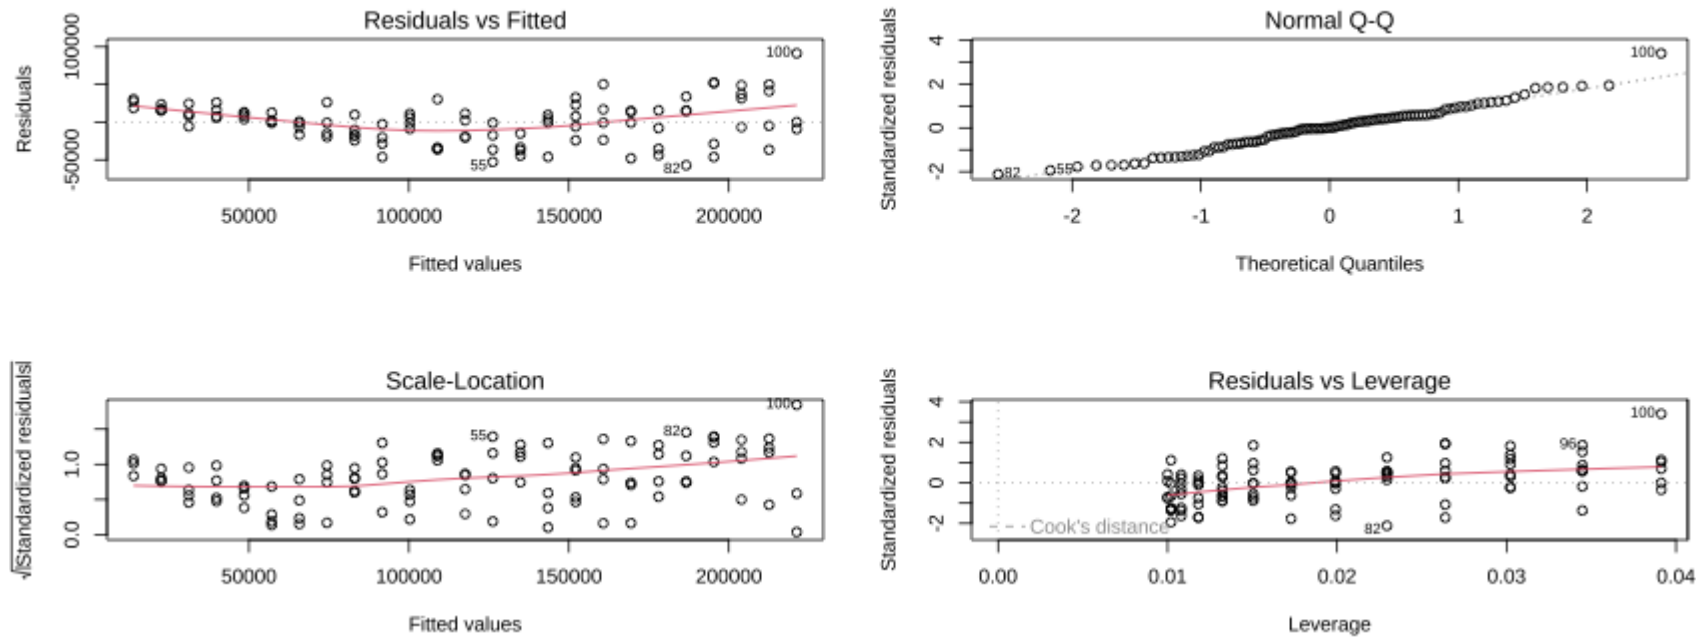 Residuals vs Fitted
Residuals
100000
-50000
100
55
82
50000 100000 150000 200000
Fitted values
Normal Q-Q
Standardized residuals
4
2
0
-2
100
82
55
-2 -1 0 1 2
Theoretical Quantiles
Scale-Location
√|Standardized residuals|
1.0
0.0
100
55
82
50000 100000 150000 200000
Fitted values
Residuals vs Leverage
Standardized residuals
4
2
0
-2
100
96
82
Cook's distance
0.00 0.01 0.02 0.03 0.04
Leverage